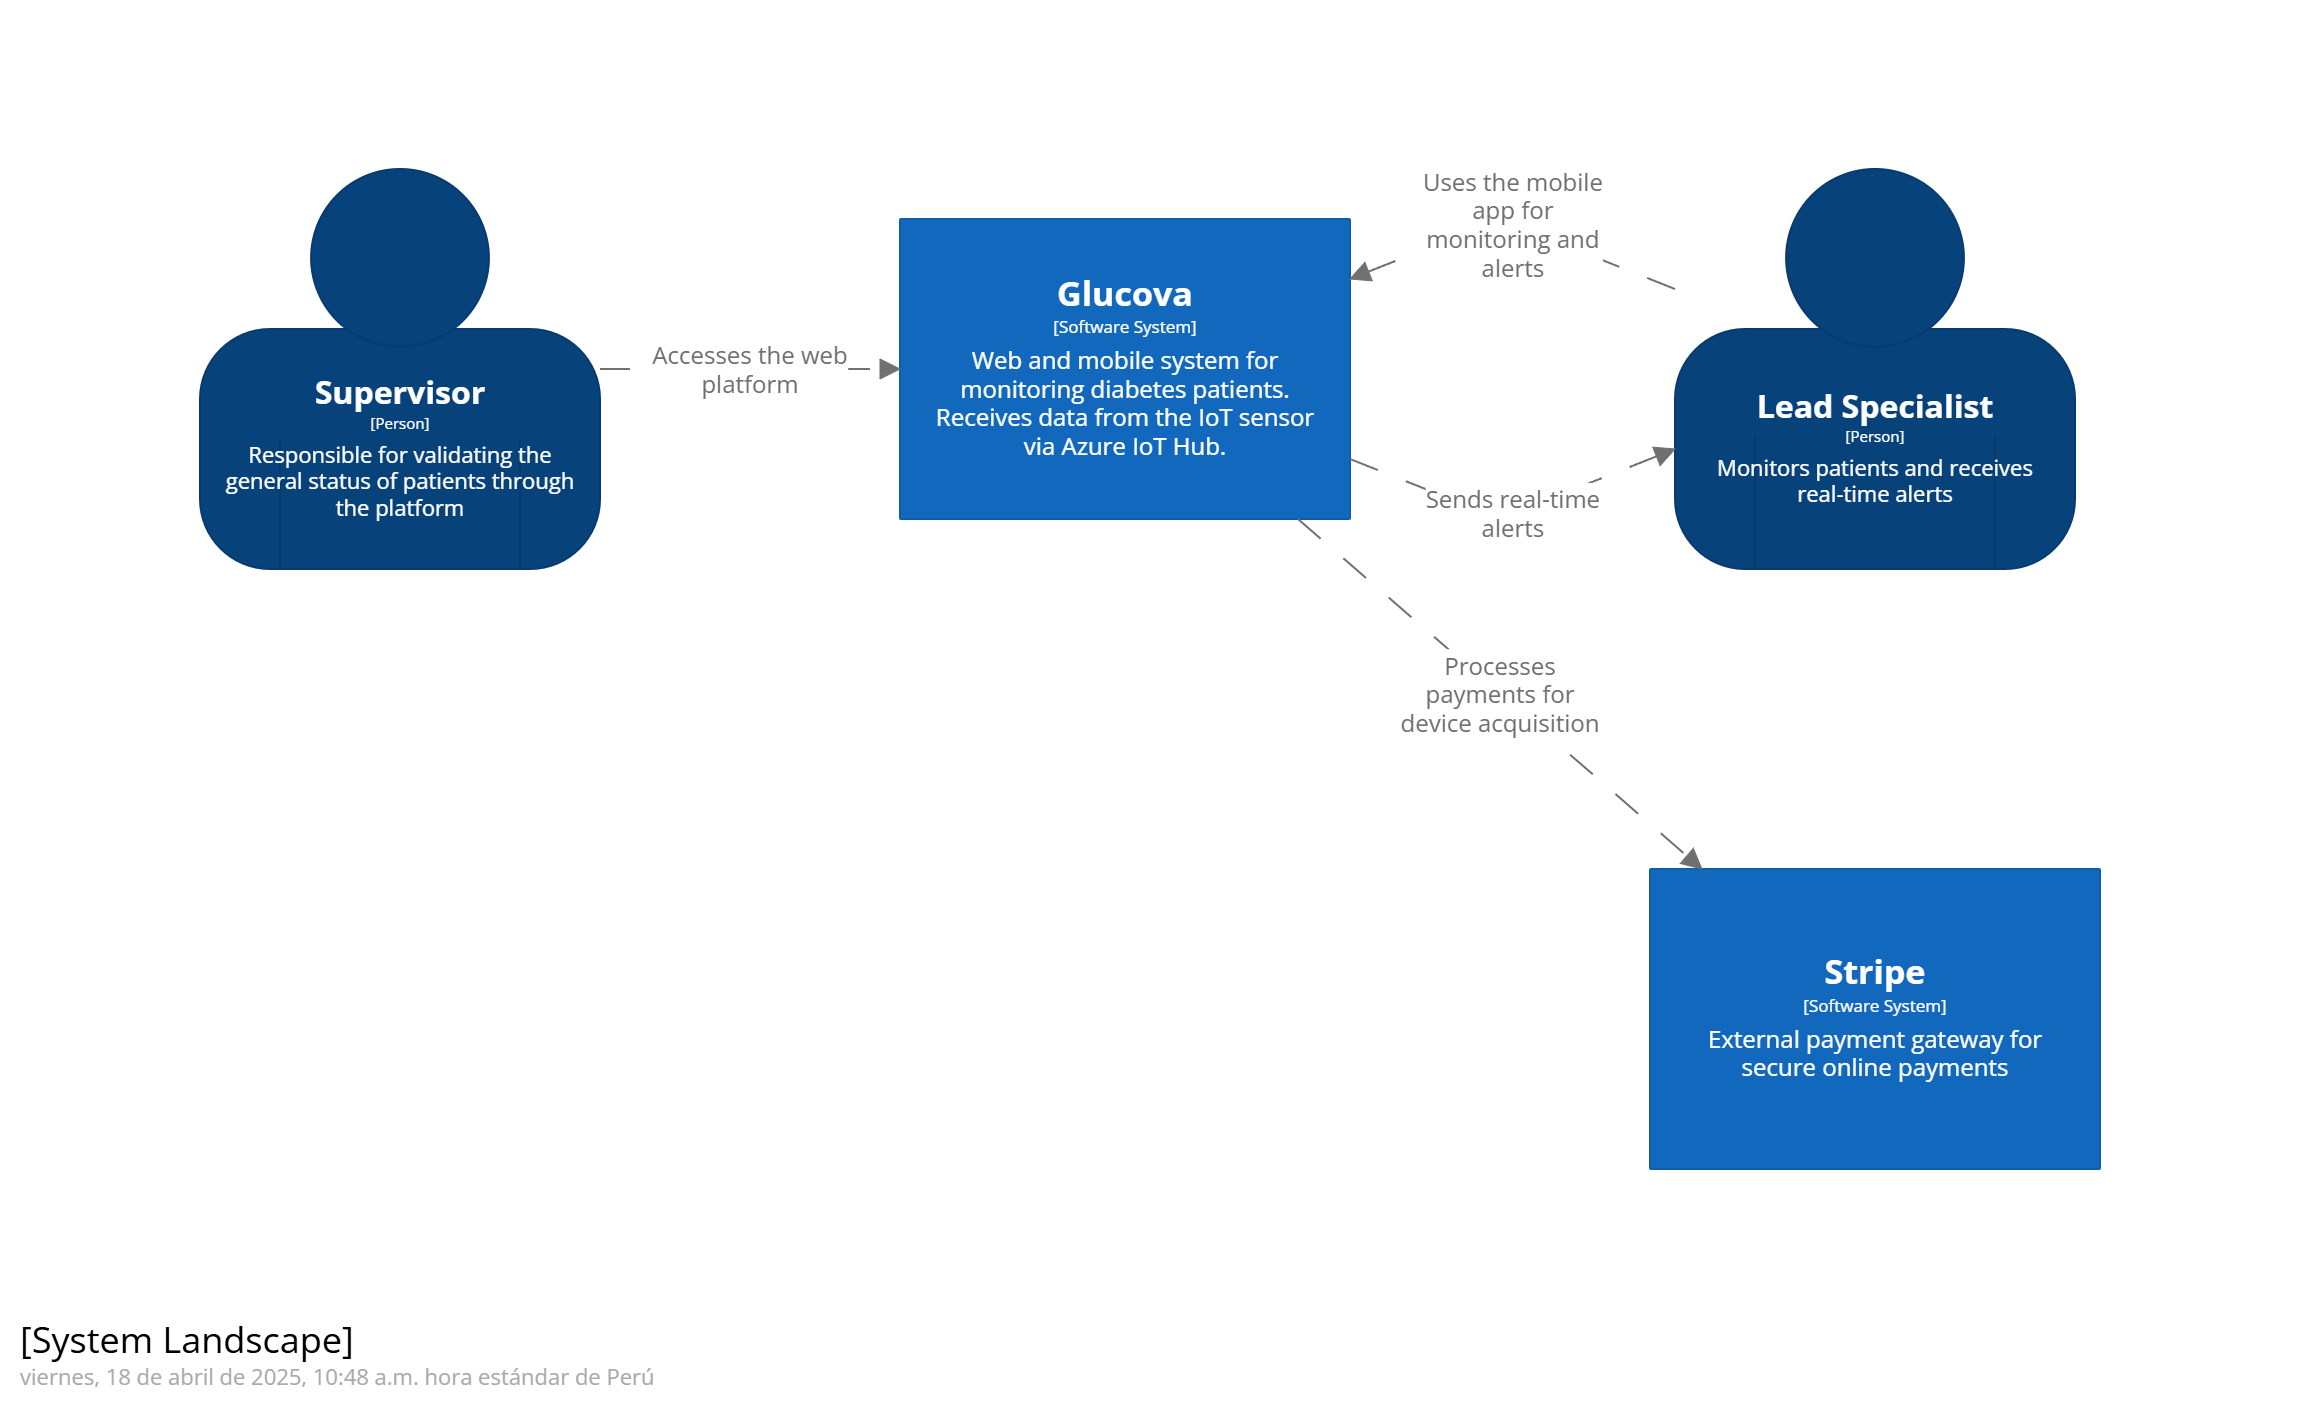 Supervisor
[Person]
Responsible for validating the
general status of patients through
the platform
Accesses the web
platform
Glucova
[Software System]
Web and mobile system for
monitoring diabetes patients.
Receives data from the IoT sensor
via Azure IoT Hub.
Uses the mobile
app for
monitoring and
alerts
Sends real-time
alerts
Lead Specialist
[Person]
Monitors patients and receives
real-time alerts
Processes
payments for
device acquisition
Stripe
[Software System]
External payment gateway for
secure online payments
[System Landscape]
viernes, 18 de abril de 2025, 10:48 a.m. hora estándar de Perú